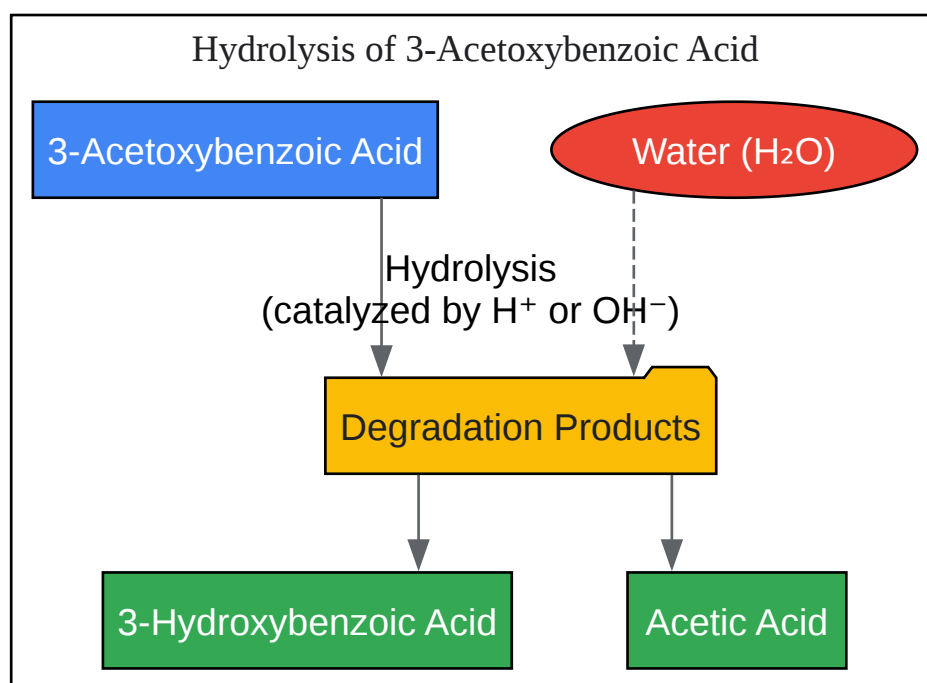 Hydrolysis of 3-Acetoxybenzoic Acid
3-Acetoxybenzoic Acid
Water (H₂O)
Hydrolysis
(catalyzed by H⁺ or OH⁻)
Degradation Products
3-Hydroxybenzoic Acid
Acetic Acid